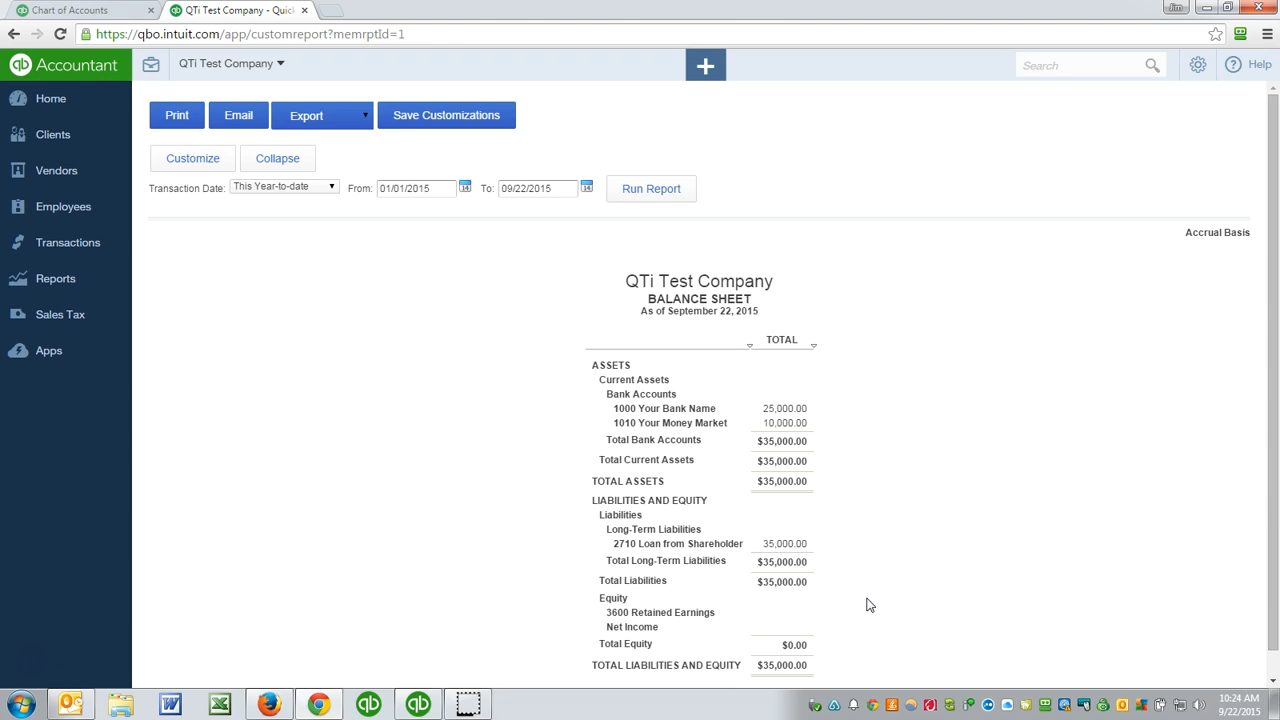 Chart of Accounts
QTi Test Company - Quick
Jim
https://qbo.intuit.com/app/customreport?memrptId=1
qb Accountant
QTi Test Company
Search
Help
Home
Clients
Vendors
Employees
Transactions
Reports
Sales Tax
Apps
Print Email Export Save Customizations
Customize Collapse
Transaction Date: This Year-to-date From: 01/01/2015 To: 09/22/2015 Run Report
Accrual Basis
QTi Test Company
BALANCE SHEET
As of September 22, 2015
TOTAL
ASSETS
Current Assets
Bank Accounts
1000 Your Bank Name 25,000.00
1010 Your Money Market 10,000.00
Total Bank Accounts $35,000.00
Total Current Assets $35,000.00
TOTAL ASSETS $35,000.00
LIABILITIES AND EQUITY
Liabilities
Long-Term Liabilities
2710 Loan from Shareholder 35,000.00
Total Long-Term Liabilities $35,000.00
Total Liabilities $35,000.00
Equity
3600 Retained Earnings
Net Income
Total Equity $0.00
TOTAL LIABILITIES AND EQUITY $35,000.00
10:24 AM
9/22/2015